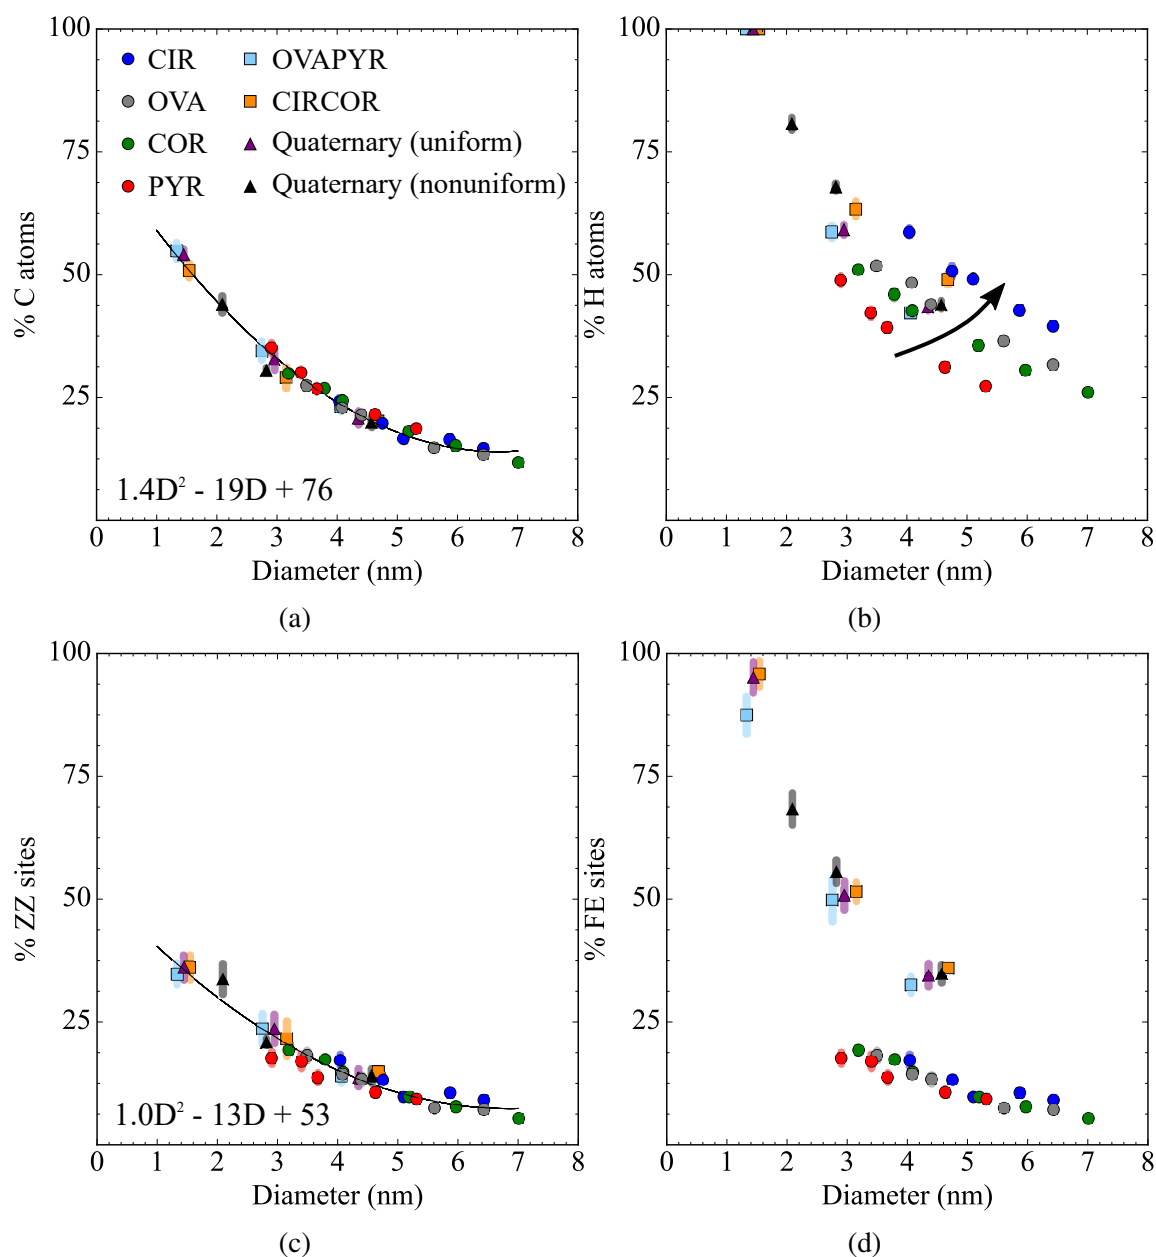 100
75
50
25
% C atoms
CIR
OVA
COR
PYR
OVAPYR
CIRCOR
Quaternary (uniform)
Quaternary (nonuniform)
1.4D² - 19D + 76
0 1 2 3 4 5 6 7 8
Diameter (nm)
(a)
100
75
50
25
% H atoms
0 1 2 3 4 5 6 7 8
Diameter (nm)
(b)
100
75
50
25
% ZZ sites
1.0D² - 13D + 53
0 1 2 3 4 5 6 7 8
Diameter (nm)
(c)
100
75
50
25
% FE sites
0 1 2 3 4 5 6 7 8
Diameter (nm)
(d)